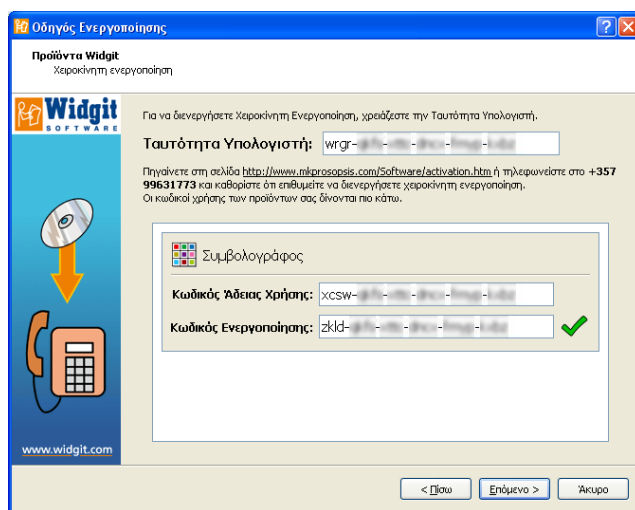 Οδηγός Ενεργοποίησης
Προϊόντα Widgit
Χειροκίνητη ενεργοποίηση
Widgit
SOFTWARE
Για να διενεργήσετε Χειροκίνητη Ενεργοποίηση, χρειάζεστε την Ταυτότητα Υπολογιστή.
Ταυτότητα Υπολογιστή: wrgr-
Πηγαίνετε στη σελίδα http://www.mkprosopsis.com/Software/activation.htm ή τηλεφωνείστε στο +357
99631773 και καθορίστε ότι επιθυμείτε να διενεργήσετε χειροκίνητη ενεργοποίηση.
Οι κωδικοί χρήσης των προϊόντων σας δίνονται πιο κάτω.
Συμβολογράφος
Κωδικός Άδειας Χρήσης: xcsw-
Κωδικός Ενεργοποίησης: zkld-
www.widgit.com
< Πίσω Επόμενο > Άκυρο